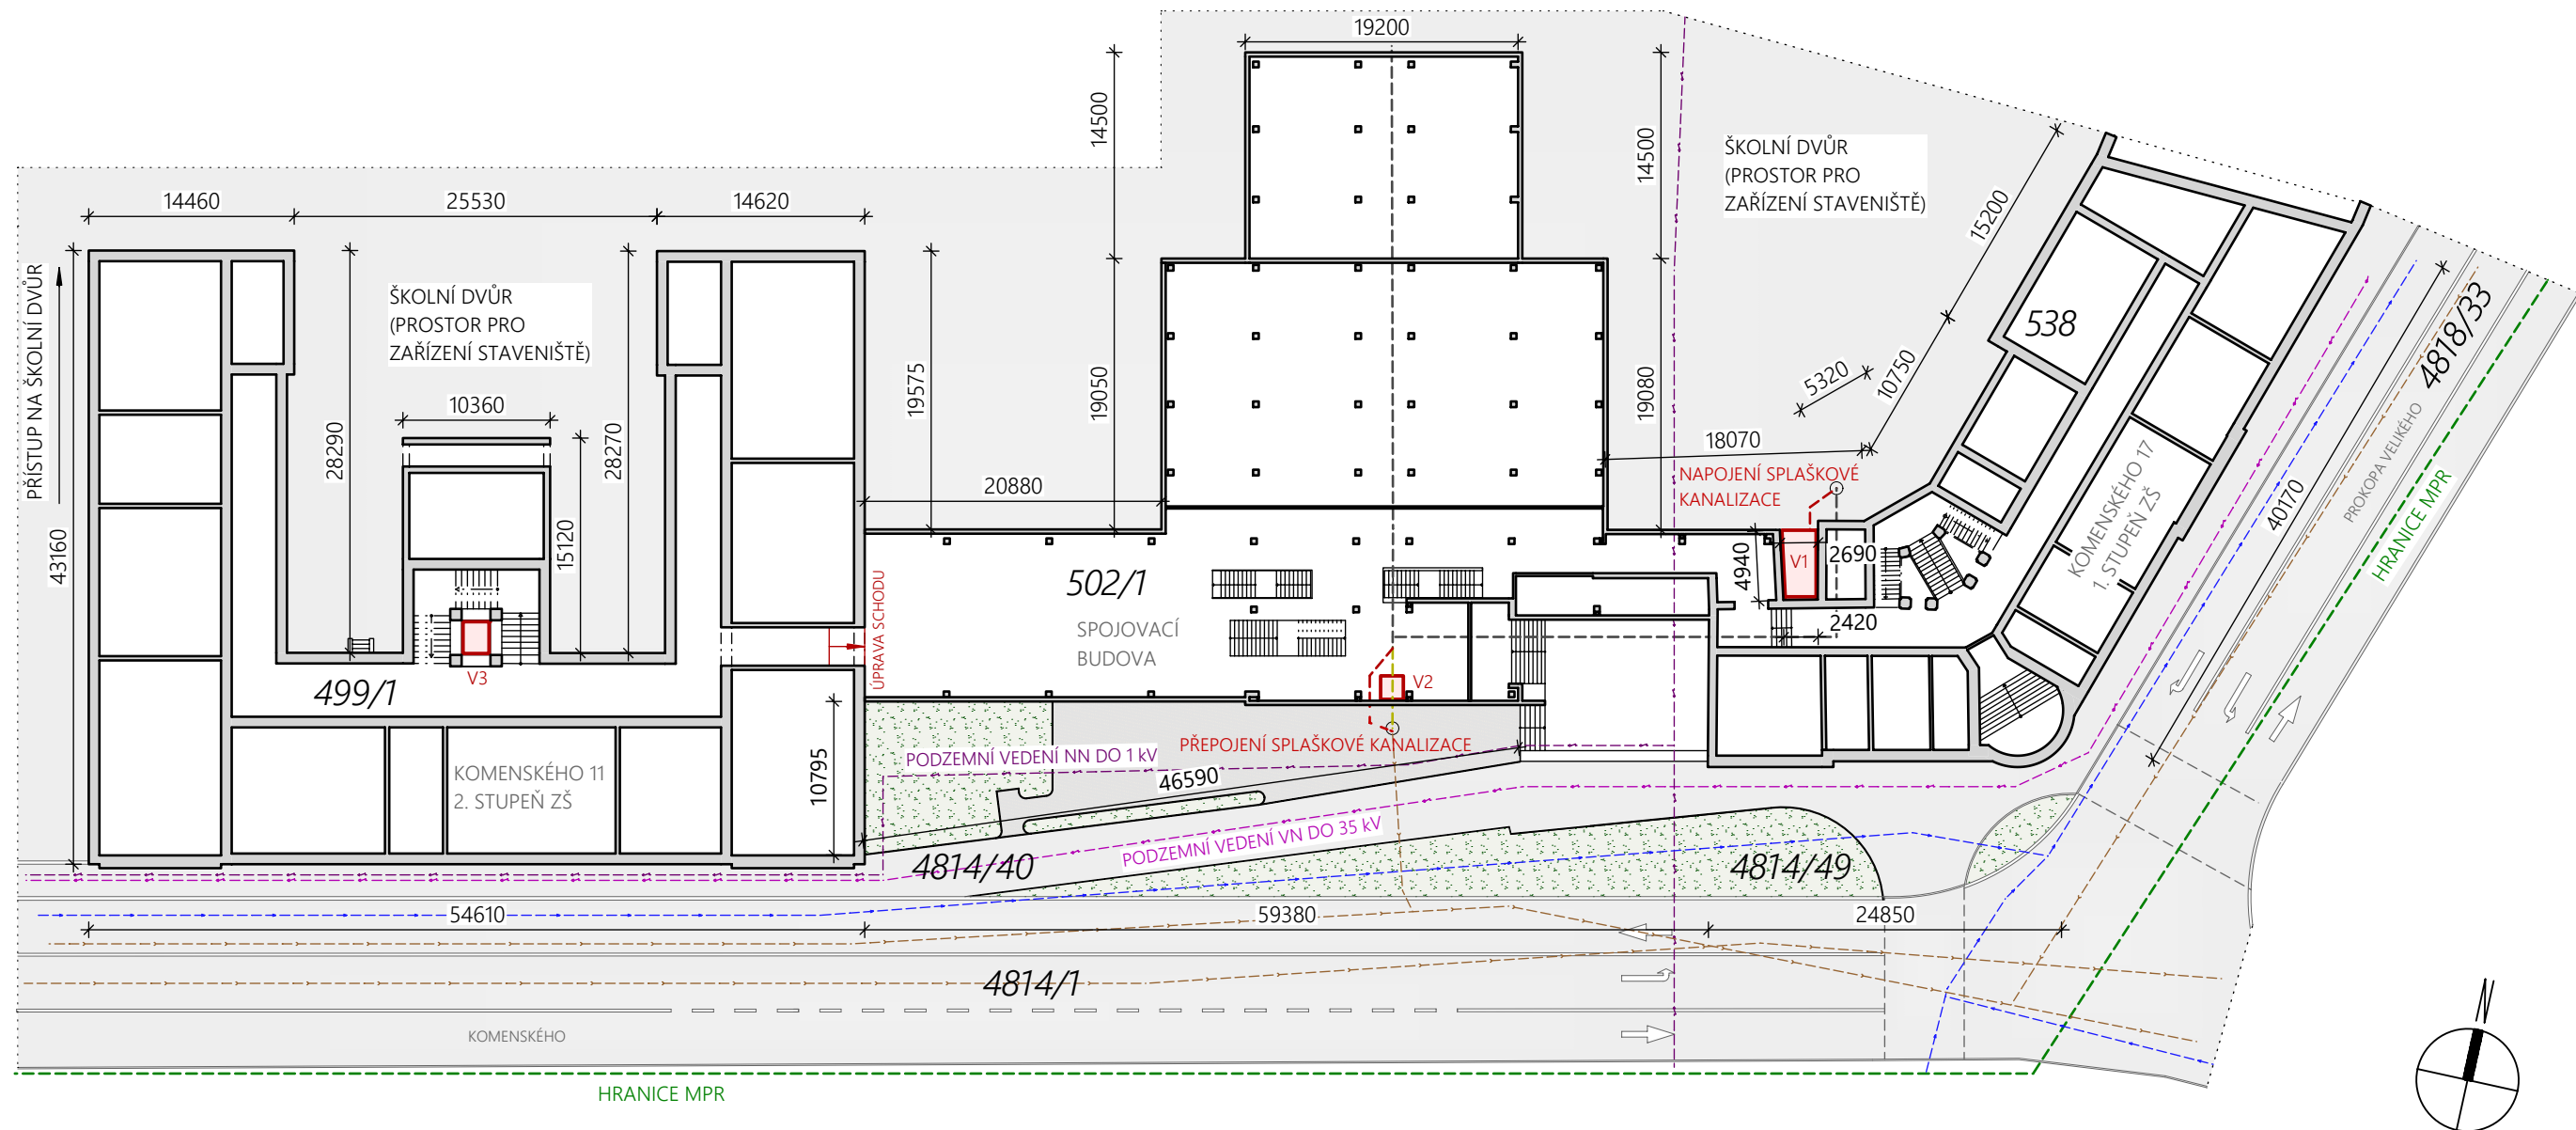 19200
14500
14500
ŠKOLNÍ DVŮR
(PROSTOR PRO
ZAŘÍZENÍ STAVENIŠTĚ)
15200
14460
25530
14620
PŘÍSTUP NA ŠKOLNÍ DVŮR
ŠKOLNÍ DVŮR
(PROSTOR PRO
ZAŘÍZENÍ STAVENIŠTĚ)
10360
28290
28270
15120
43160
19575
19050
19080
20880
5320
10750
18070
538
4818/33
PROKOPA VELIKÉHO
40170
HRANICE MPR
KOMENSKÉHO 17
1. STUPEŇ ZŠ
NAPOJENÍ SPLAŠKOVÉ
KANALIZACE
4940
V1
2690
2420
502/1
SPOJOVACÍ
BUDOVA
ÚPRAVA SCHODU
V3
V2
499/1
KOMENSKÉHO 11
2. STUPEŇ ZŠ
10795
PODZEMNÍ VEDENÍ NN DO 1 kV
PŘEPOJENÍ SPLAŠKOVÉ KANALIZACE
46590
PODZEMNÍ VEDENÍ VN DO 35 kV
4814/40
4814/49
54610
59380
24850
4814/1
KOMENSKÉHO
HRANICE MPR
N